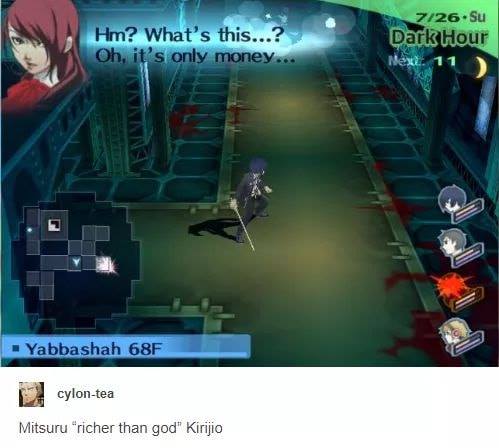 Hm? What's this...?
Oh, it's only money...
7/26・Su
Dark Hour
Next: 11
Yabbashah 68F
cylon-tea
Mitsuru "richer than god" Kirijio